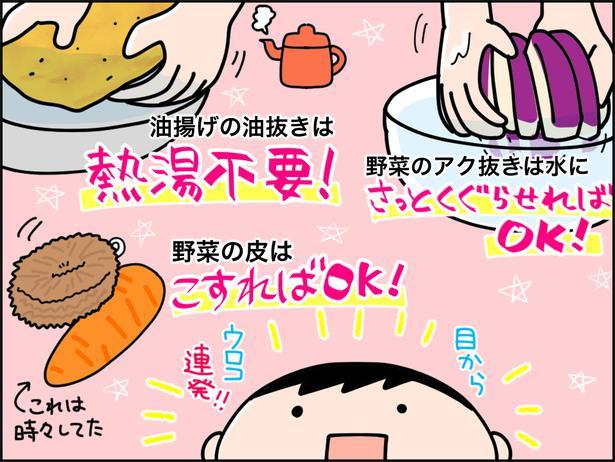 油揚げの油抜きは
熱湯不要!
野菜のアク抜きは水に
さっとくぐらせれば
OK!
野菜の皮は
こすればOK!
目から
ウロコ
連発!!
これは
時々してた